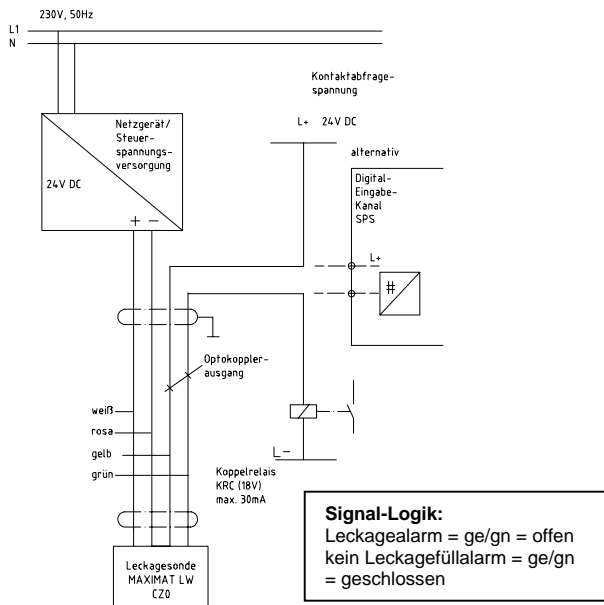 230V, 50Hz
L1
N
Kontaktabfrage-
spannung
L+ 24V DC
Netzgerät/
Steuer-
spannungs-
versorgung
24V DC
+ −
alternativ
Digital-
Eingabe-
Kanal
SPS
L+
#
Optokoppler-
ausgang
weiß
rosa
gelb
grün
L-
Koppelrelais
KRC (18V)
max. 30mA
Leckagesonde
MAXIMAT LW
CZ0
Signal-Logik:
Leckagealarm = ge/gn = offen
kein Leckagefüllalarm = ge/gn
= geschlossen